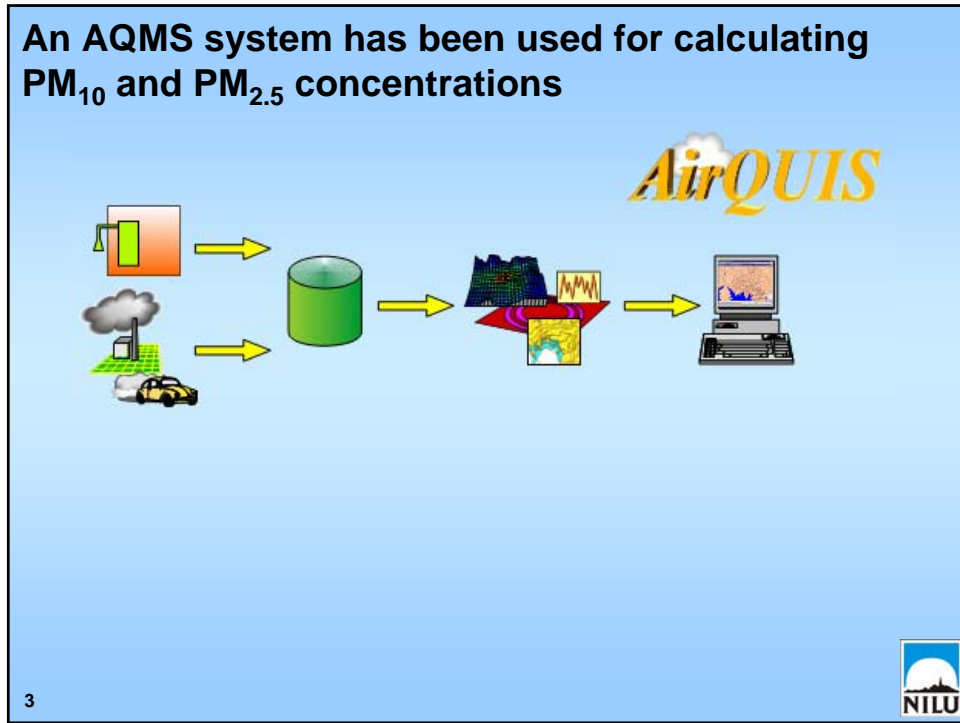 An AQMS system has been used for calculating
PM10 and PM2.5 concentrations
AirQUIS
3
NILU